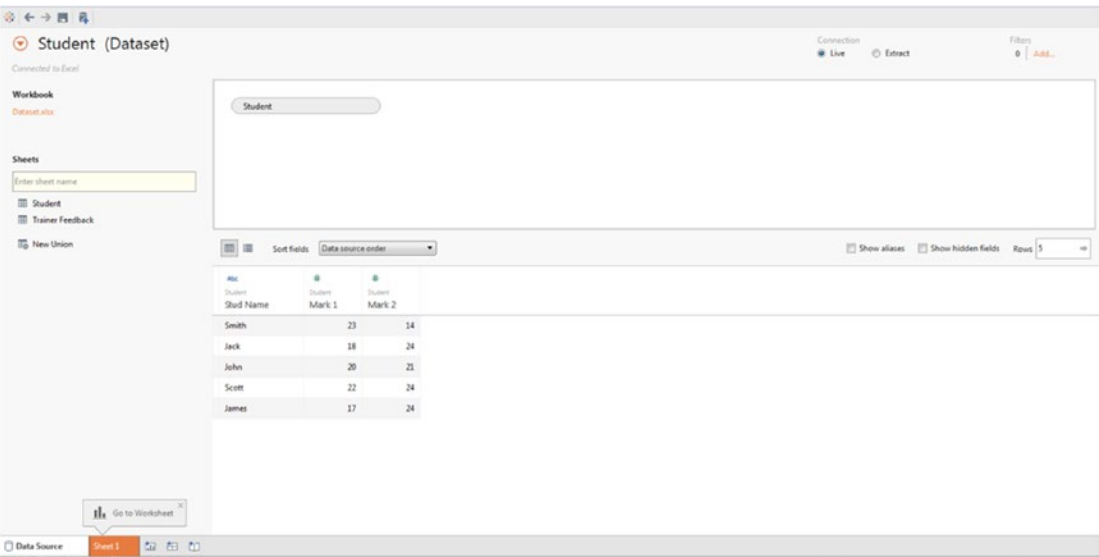 Student (Dataset)
Connection
Filters
Live
Extract
0
Add...
Connected to Excel
Workbook
Dataset.xlsx
Student
Sheets
Enter sheet name
Student
Trainer Feedback
New Union
Sort fields
Data source order
Show aliases
Show hidden fields
Rows
5
Abc
Student
Student
Student
Stud Name
Mark 1
Mark 2
Smith 23 14
Jack 18 24
John 20 21
Scott 22 24
James 17 24
Go to Worksheet
Data Source
Sheet 1